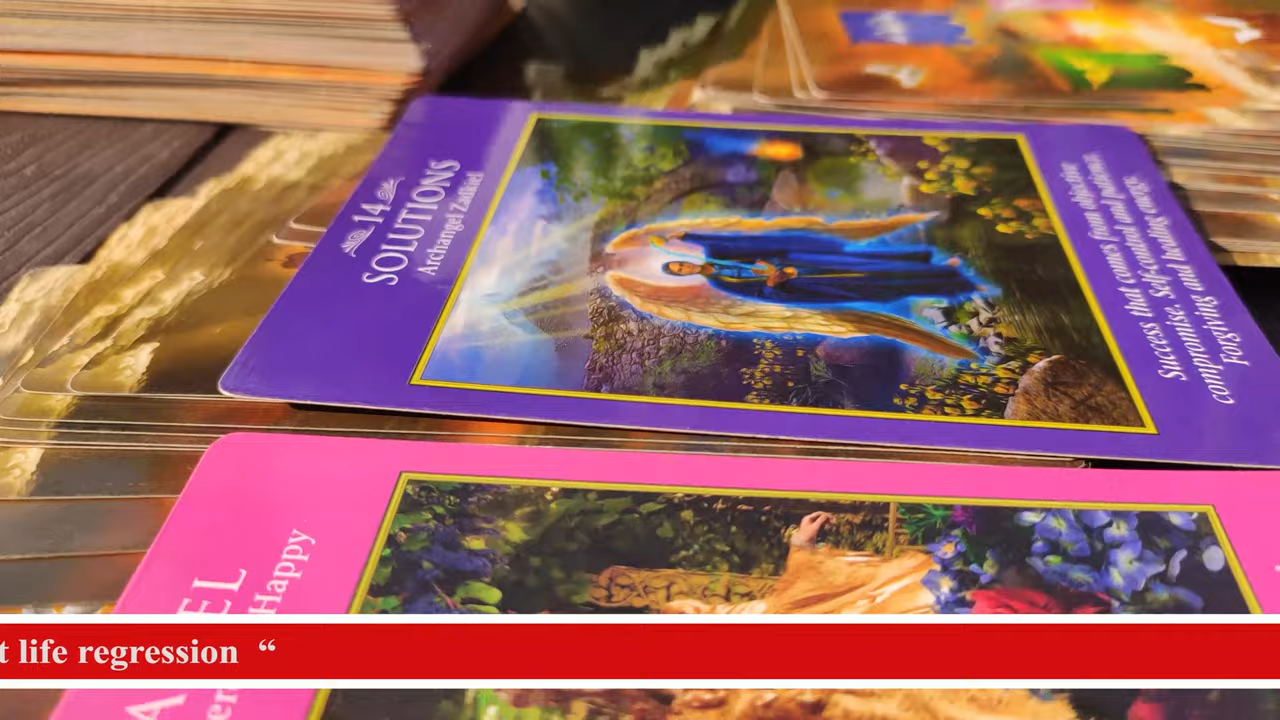 14
SOLUTIONS
Archangel Zadkiel
Success that comes from objective
compromise. Self-control and patience.
comprising and healing energy.
Forgiving
EL
Happy
t life regression “